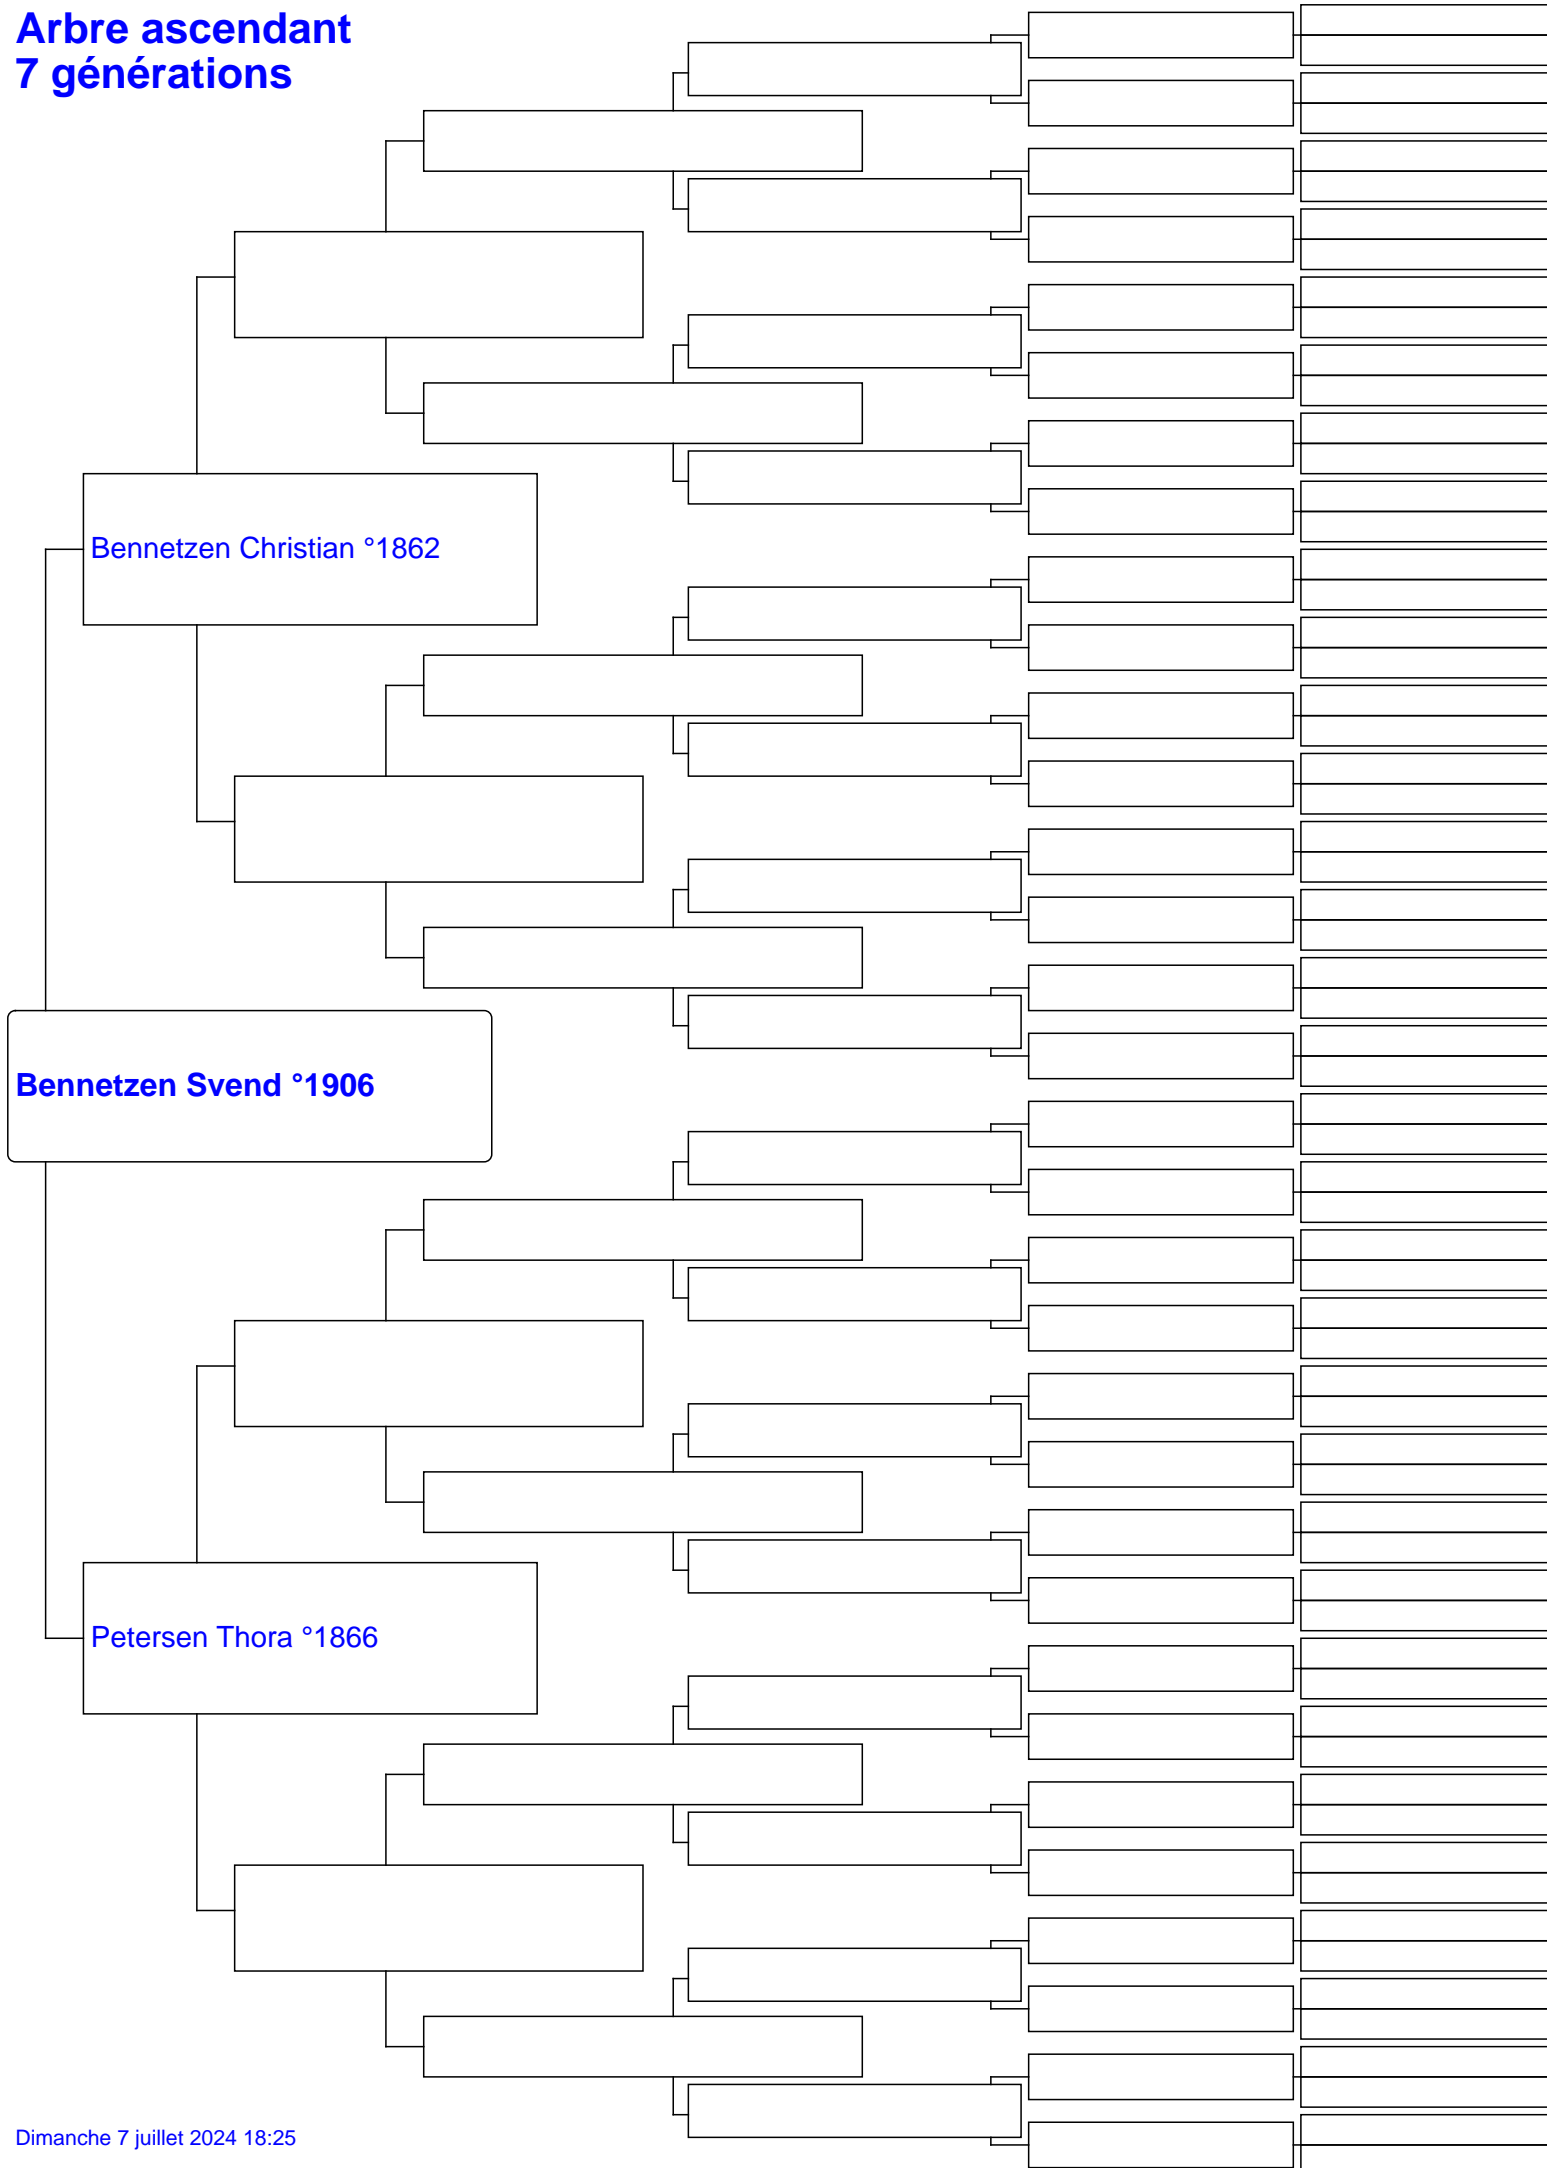 Arbre ascendant
7 générations
Bennetzen Christian °1862
Bennetzen Svend °1906
Petersen Thora °1866
Dimanche 7 juillet 2024 18:25